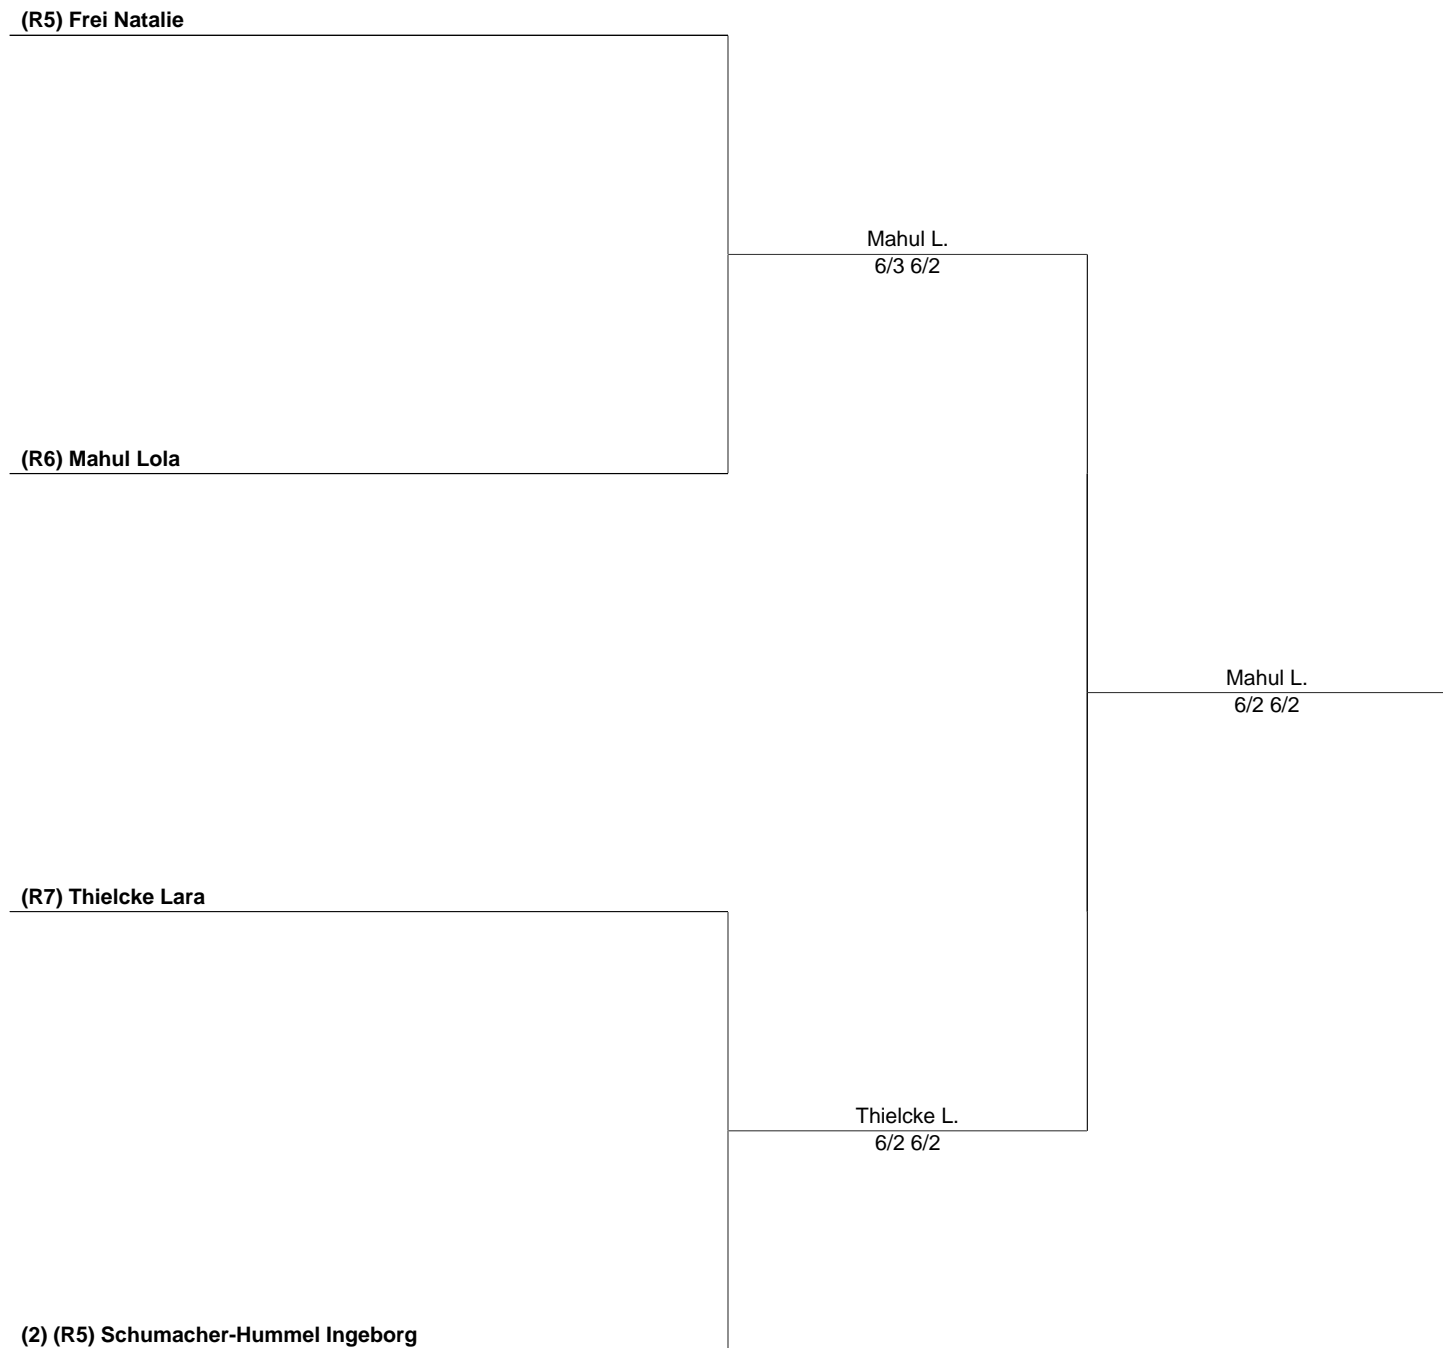 (R5) Frei Natalie
Mahul L.
6/3 6/2
(R6) Mahul Lola
Mahul L.
6/2 6/2
(R7) Thielcke Lara
Thielcke L.
6/2 6/2
(2) (R5) Schumacher-Hummel Ingeborg